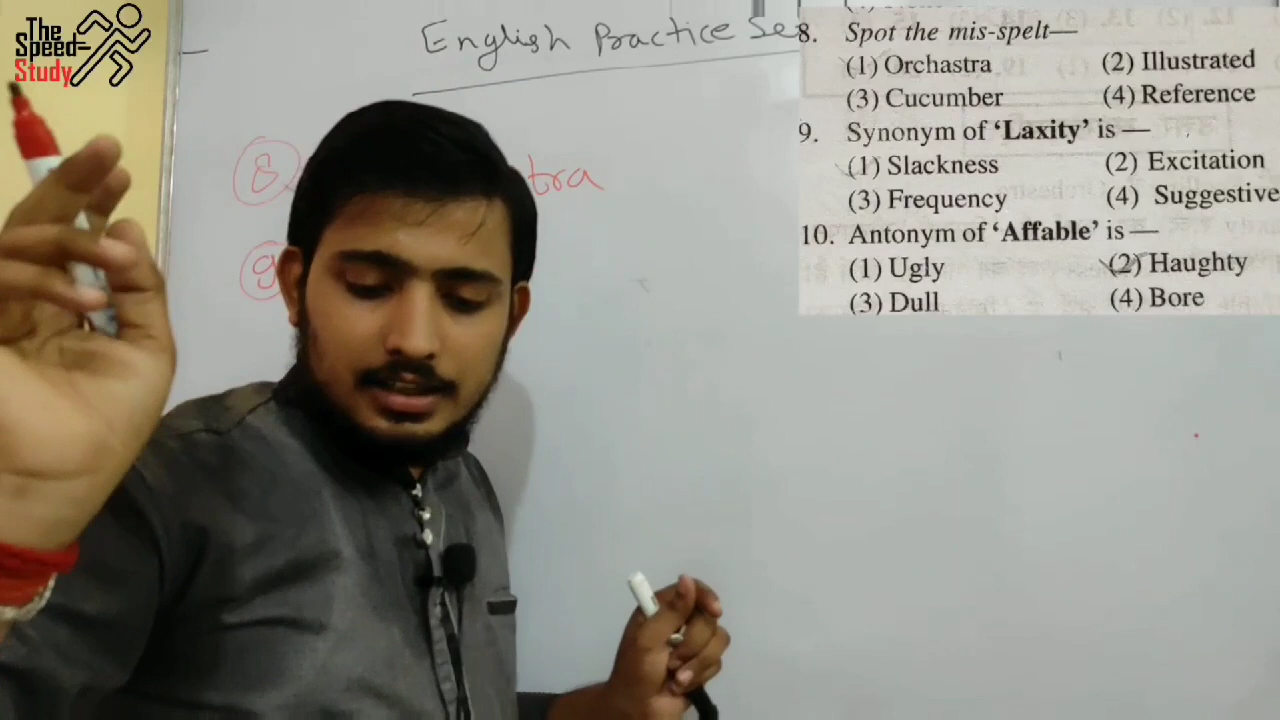 The
Speed-
Study
English Practice Se
8. Spot the mis-spelt—
(1) Orchastra (2) Illustrated
(3) Cucumber (4) Reference
9. Synonym of ‘Laxity’ is —
(1) Slackness (2) Excitation
(3) Frequency (4) Suggestive
10. Antonym of ‘Affable’ is —
(1) Ugly (2) Haughty
(3) Dull (4) Bore
8 tra
9